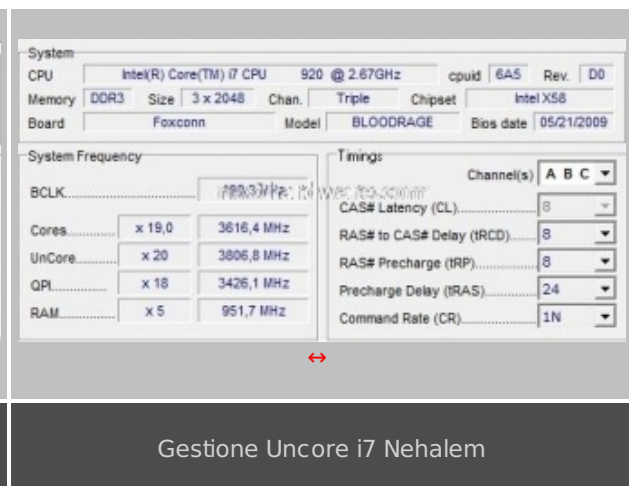 System
CPU Intel(R) Core(TM) i7 CPU 920 @ 2.67GHz cpuid 6A5 Rev. D0
Memory DDR3 Size 3 x 2048 Chan. Triple Chipset Intel X58
Board Foxconn Model BLOODRAGE Bios date 05/21/2009
System Frequency
BCLK
Cores x 19,0 3616,4 MHz
UnCore x 20 3806,8 MHz
QPI x 18 3426,1 MHz
RAM x 5 951,7 MHz
Timings
Channel(s) A B C
CAS# Latency (CL) 8
RAS# to CAS# Delay (tRCD) 8
RAS# Precharge (tRP) 8
Precharge Delay (tRAS) 24
Command Rate (CR) 1N
Gestione Uncore i7 Nehalem